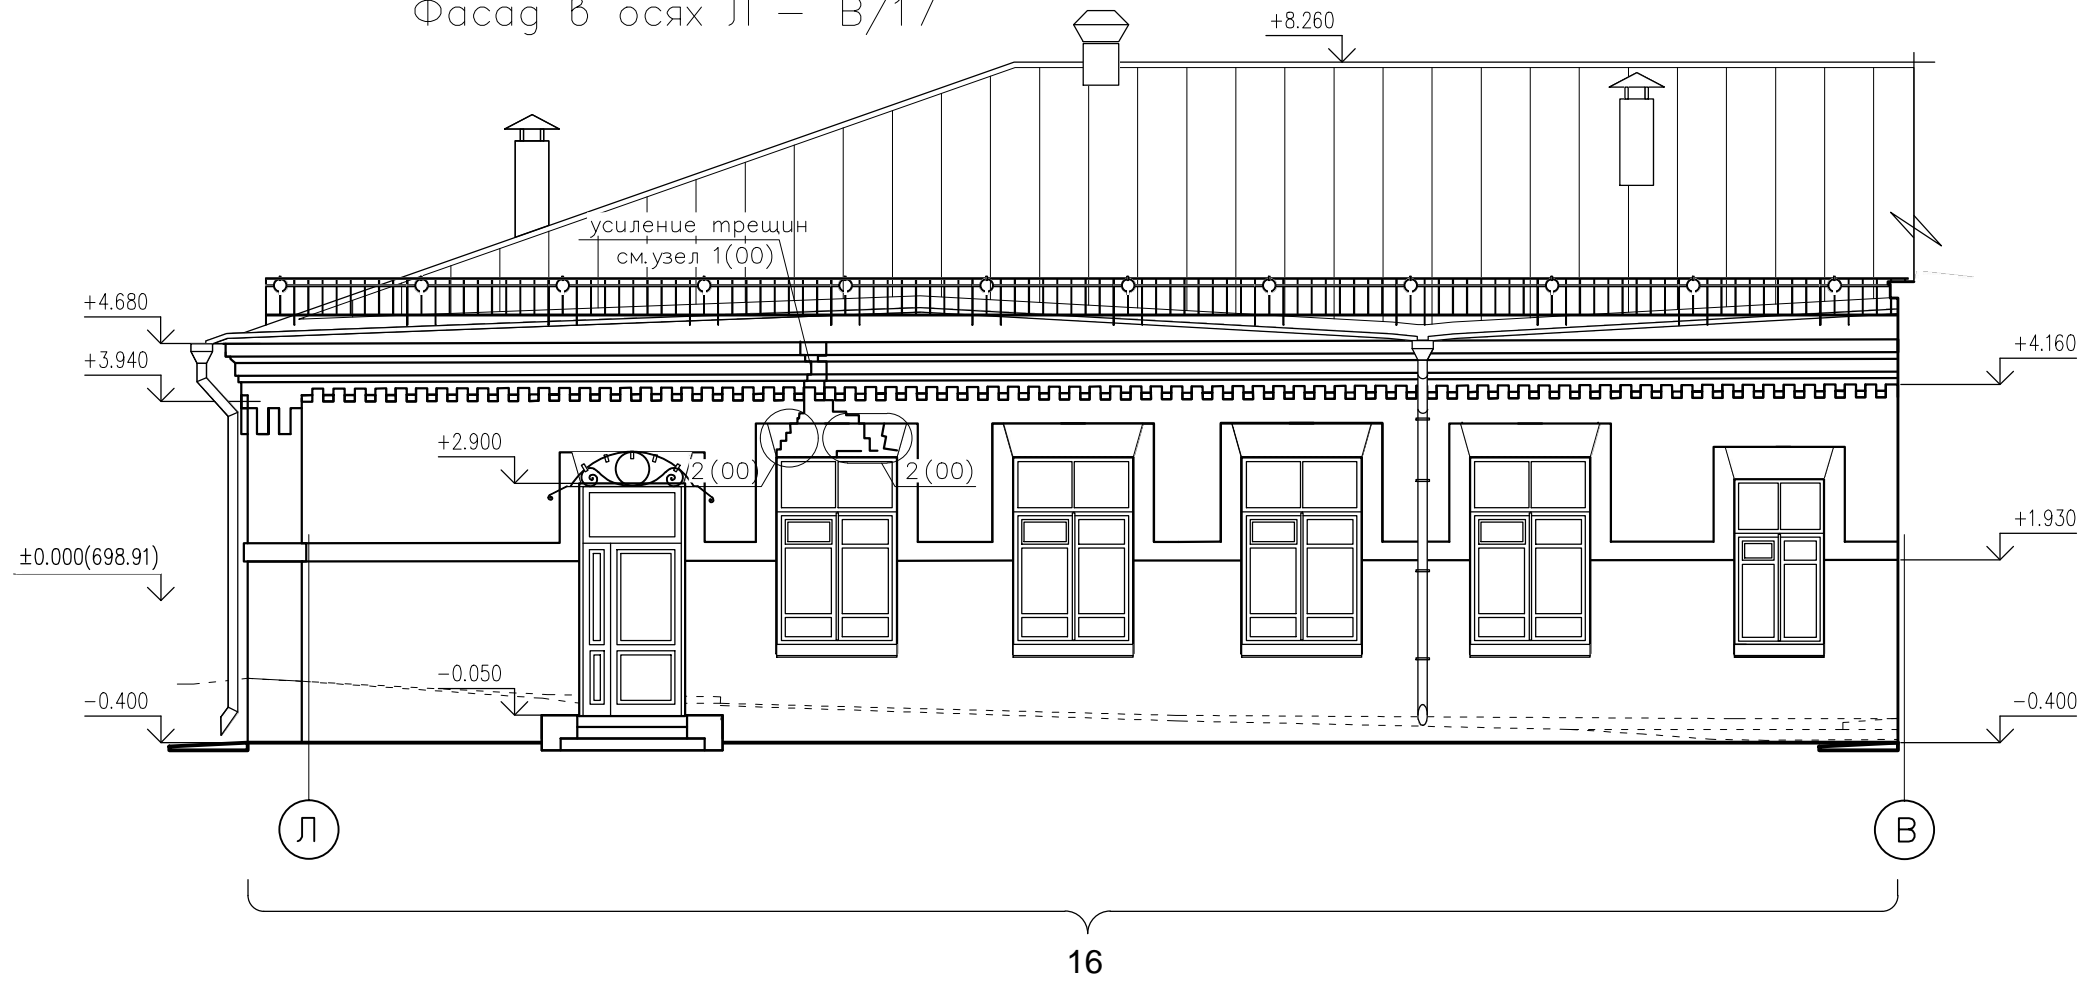 Фасад в осях Л – В/17
+8.260
усиление трещин
см.узел 1(00)
+4.680
+3.940
+4.160
+2.900
2(00)
2(00)
+1.930
±0.000(698.91)
-0.050
-0.400
-0.400
Л
В
16